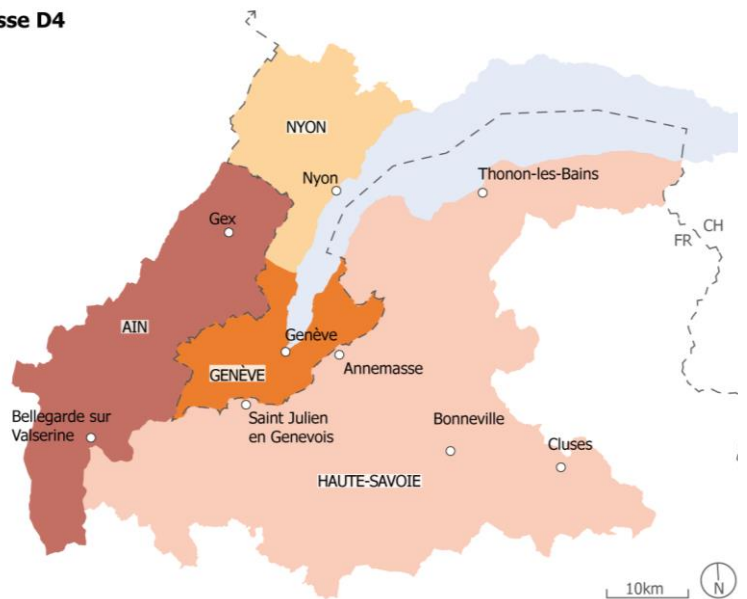 sse D4
NYON
Nyon
Thonon-les-Bains
Gex
CH
FR
AIN
Genève
GENÈVE
Annemasse
Bellegarde sur
Valserine
Saint Julien
en Genevois
Bonneville
Cluses
HAUTE-SAVOIE
10km
N